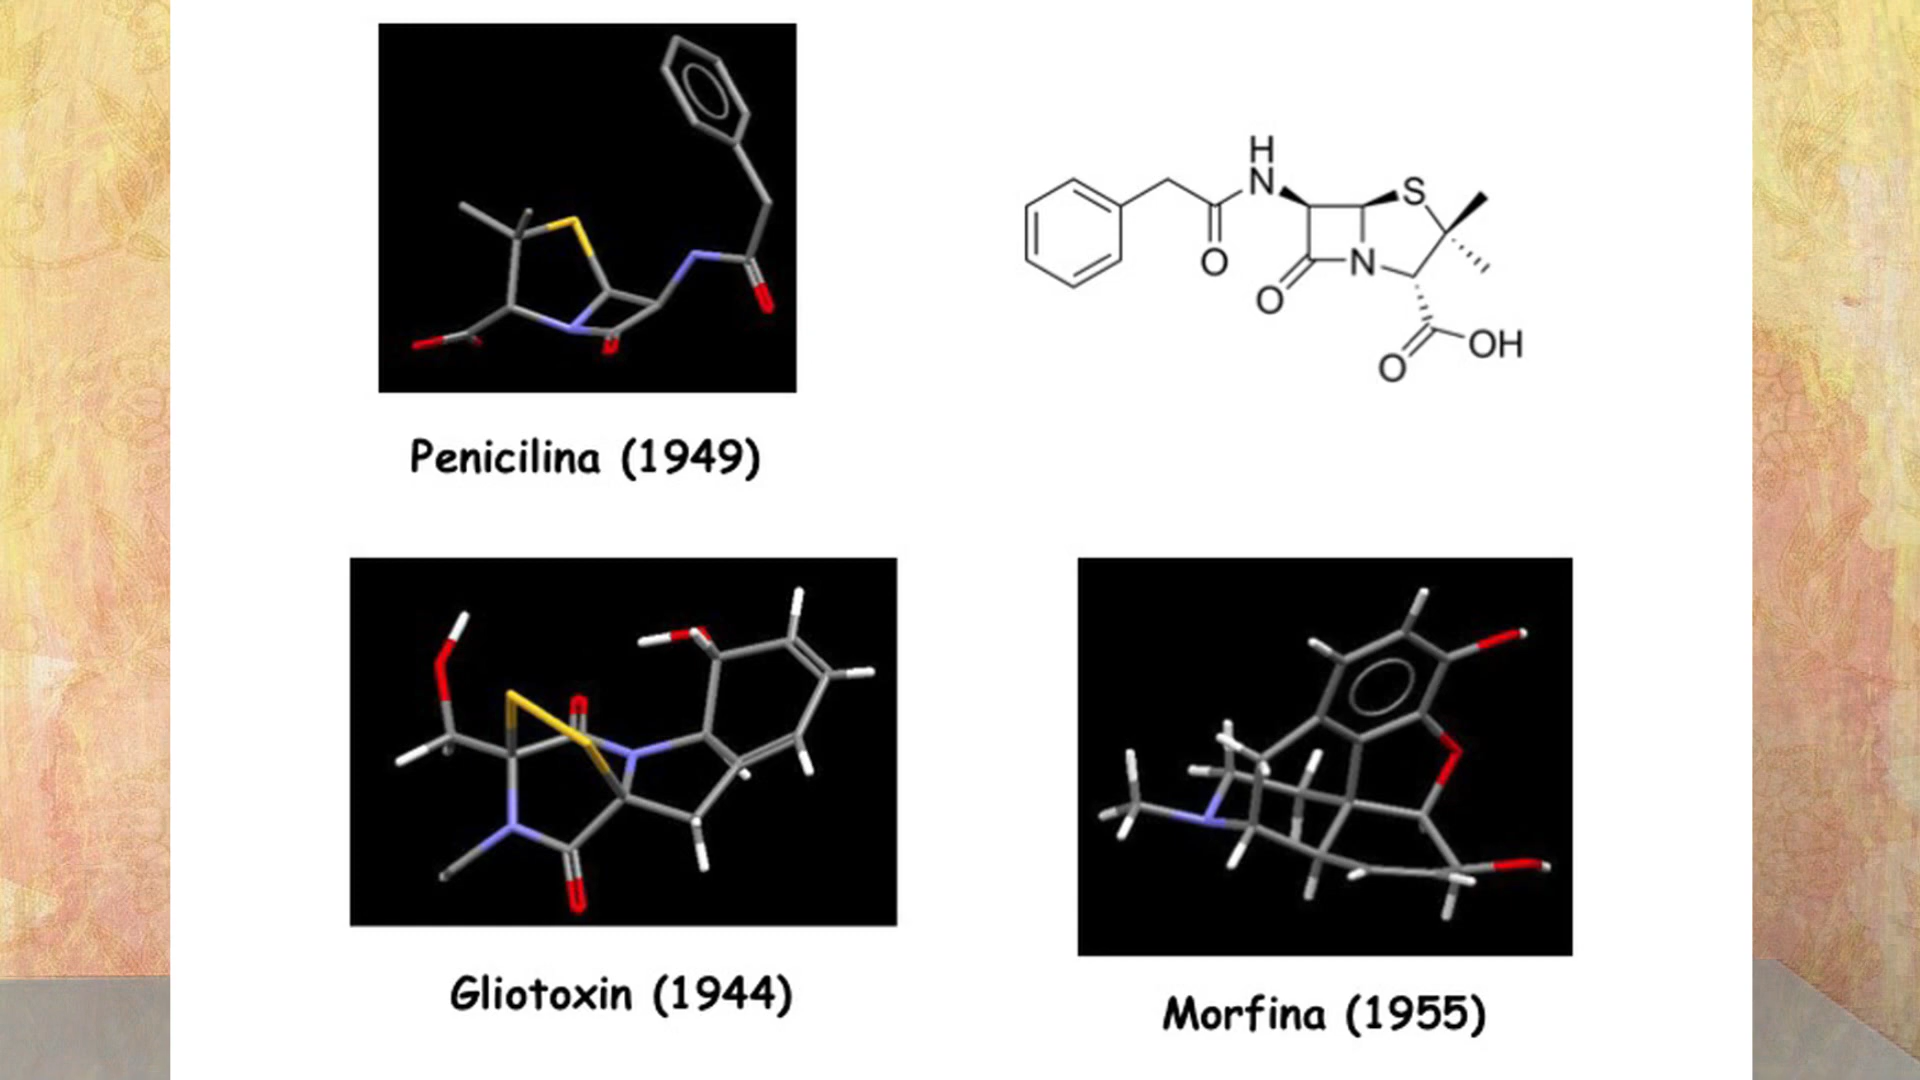 H
N
S
O
N
O
O
OH
Penicilina (1949)
Gliotoxin (1944)
Morfina (1955)